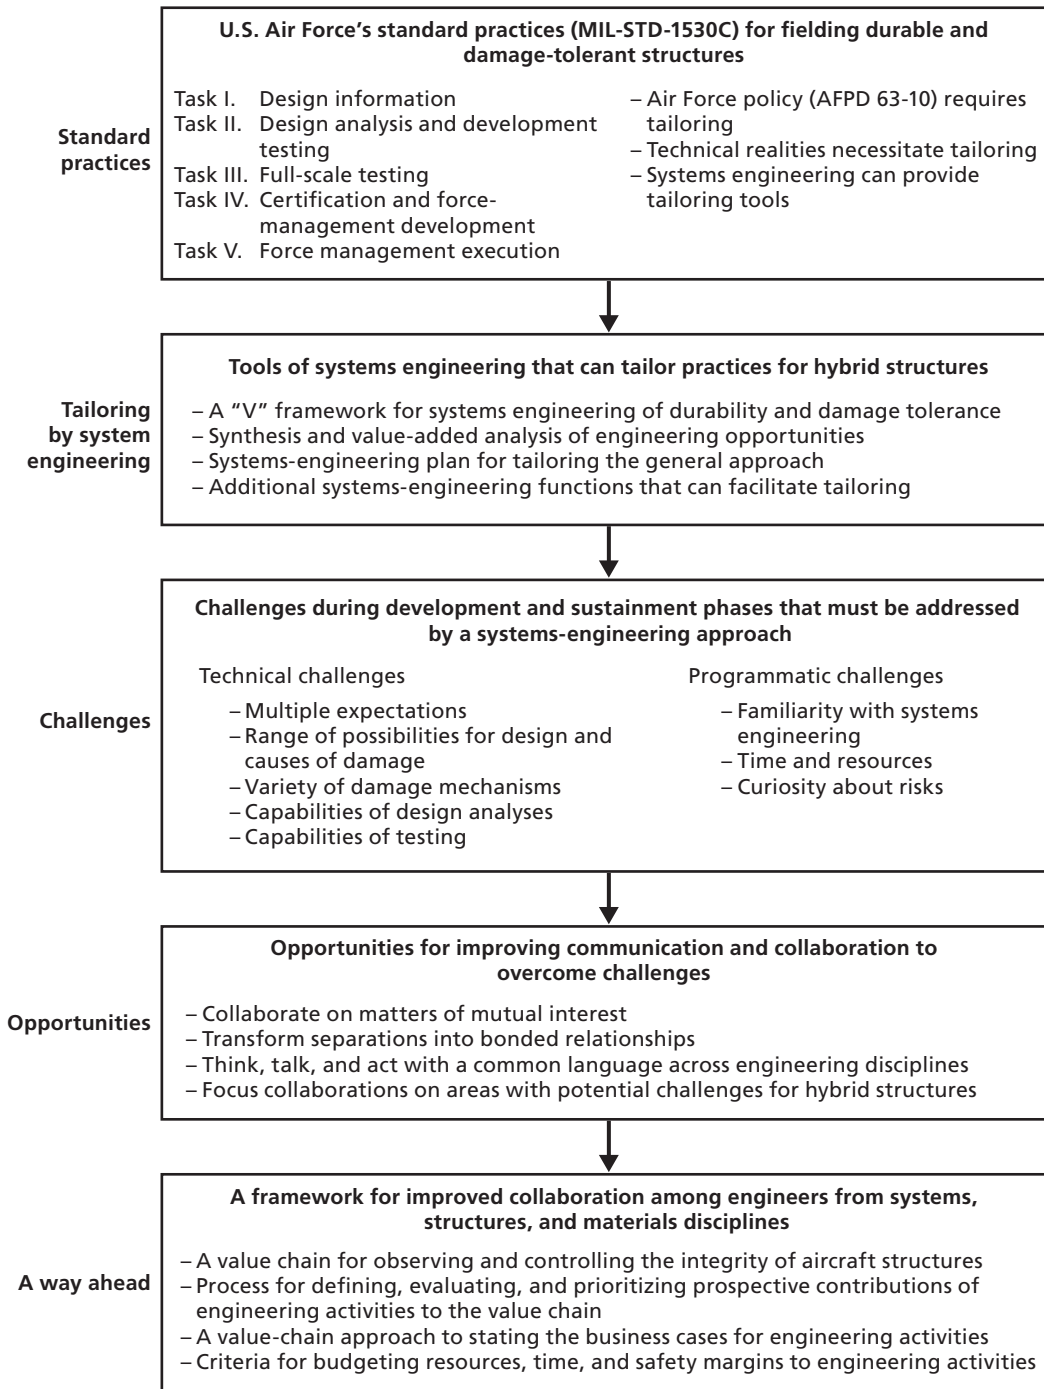 U.S. Air Force's standard practices (MIL-STD-1530C) for fielding durable and
damage-tolerant structures
Standard
practices
Task I. Design information
Task II. Design analysis and development
testing
Task III. Full-scale testing
Task IV. Certification and force-
management development
Task V. Force management execution
– Air Force policy (AFPD 63-10) requires
tailoring
– Technical realities necessitate tailoring
– Systems engineering can provide
tailoring tools
Tailoring
by system
engineering
Tools of systems engineering that can tailor practices for hybrid structures
– A “V” framework for systems engineering of durability and damage tolerance
– Synthesis and value-added analysis of engineering opportunities
– Systems-engineering plan for tailoring the general approach
– Additional systems-engineering functions that can facilitate tailoring
Challenges
Challenges during development and sustainment phases that must be addressed
by a systems-engineering approach
Technical challenges
– Multiple expectations
– Range of possibilities for design and
causes of damage
– Variety of damage mechanisms
– Capabilities of design analyses
– Capabilities of testing
Programmatic challenges
– Familiarity with systems
engineering
– Time and resources
– Curiosity about risks
Opportunities
Opportunities for improving communication and collaboration to
overcome challenges
– Collaborate on matters of mutual interest
– Transform separations into bonded relationships
– Think, talk, and act with a common language across engineering disciplines
– Focus collaborations on areas with potential challenges for hybrid structures
A way ahead
A framework for improved collaboration among engineers from systems,
structures, and materials disciplines
– A value chain for observing and controlling the integrity of aircraft structures
– Process for defining, evaluating, and prioritizing prospective contributions of
engineering activities to the value chain
– A value-chain approach to stating the business cases for engineering activities
– Criteria for budgeting resources, time, and safety margins to engineering activities